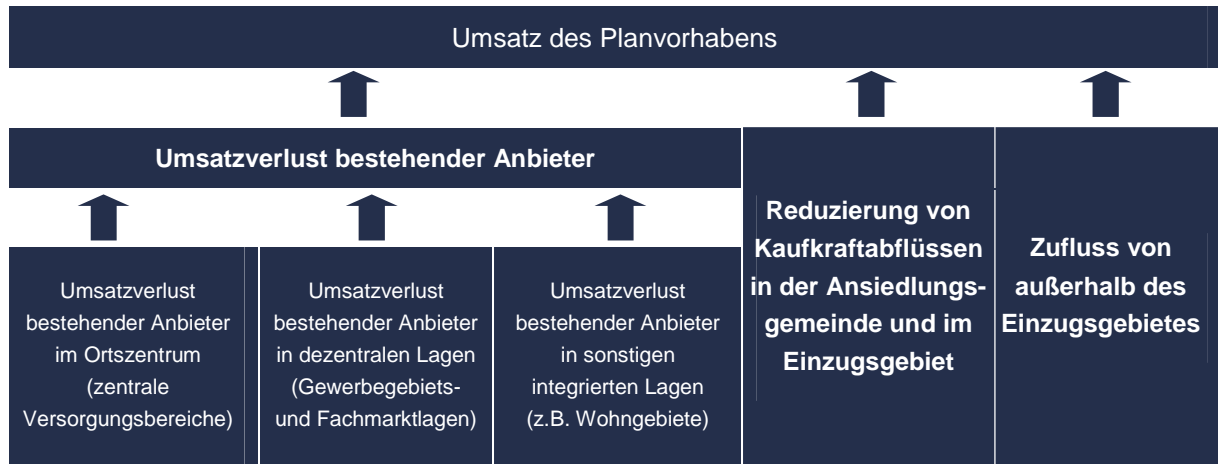 Umsatz des Planvorhabens
Umsatzverlust bestehender Anbieter
Umsatzverlust
bestehender Anbieter
im Ortszentrum
(zentrale
Versorgungsbereiche)
Umsatzverlust
bestehender Anbieter
in dezentralen Lagen
(Gewerbegebiets-
und Fachmarktlagen)
Umsatzverlust
bestehender Anbieter
in sonstigen
integrierten Lagen
(z.B. Wohngebiete)
Reduzierung von
Kaufkraftabflüssen
in der Ansiedlungs-
gemeinde und im
Einzugsgebiet
Zufluss von
außerhalb des
Einzugsgebietes